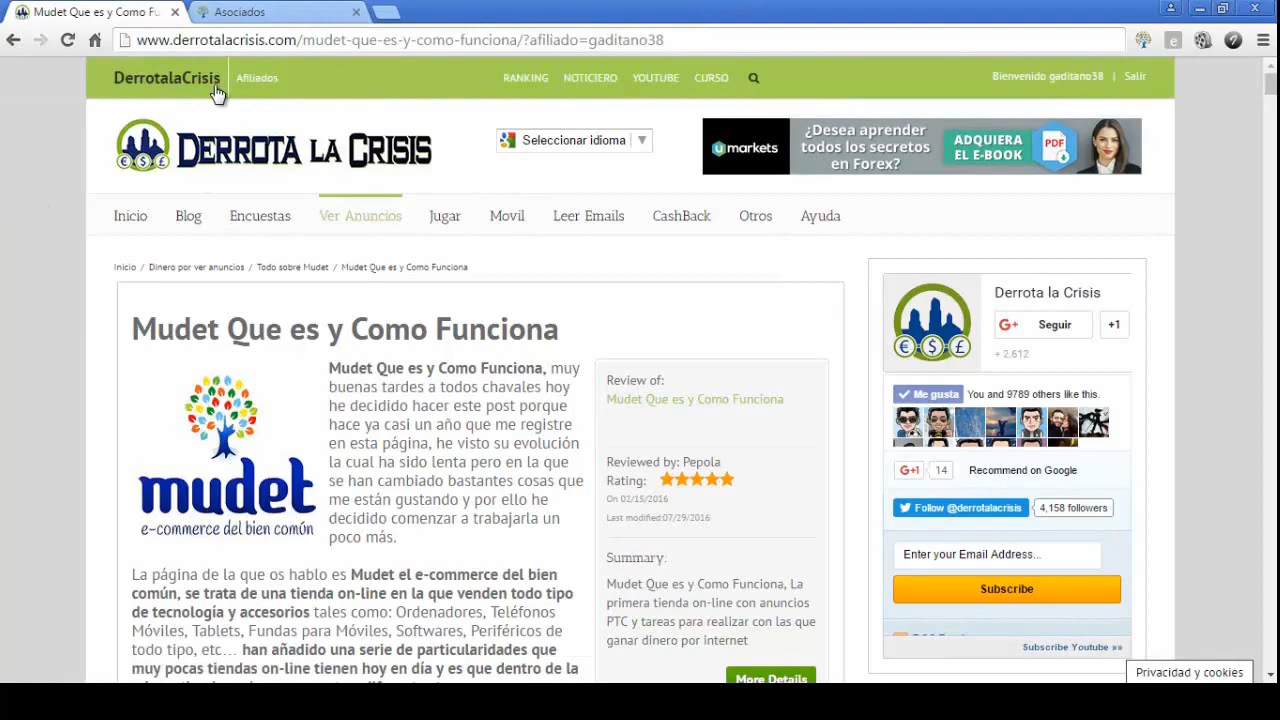 Mudet Que es y Como Fu
Asociados
www.derrotalacrisis.com/mudet-que-es-y-como-funciona/?afiliado=gaditano38
DerrotalaCrisis
Afiliados
RANKING NOTICIERO YOUTUBE CURSO
Bienvenido gaditano38 | Salir
€ $ £
DERROTA LA CRISIS
Seleccionar idioma
umarkets
¿Desea aprender
todos los secretos
en Forex?
ADQUIERA
EL E-BOOK
PDF
Inicio Blog Encuestas Ver Anuncios Jugar Movil Leer Emails CashBack Otros Ayuda
Inicio / Dinero por ver anuncios / Todo sobre Mudet / Mudet Que es y Como Funciona
Mudet Que es y Como Funciona
mudet
e-commerce del bien común
Mudet Que es y Como Funciona, muy
buenas tardes a todos chavales hoy
he decidido hacer este post porque
hace ya casi un año que me registre
en esta página, he visto su evolución
la cual ha sido lenta pero en la que
se han cambiado bastantes cosas que
me están gustando y por ello he
decidido comenzar a trabajarla un
poco más.
La página de la que os hablo es Mudet el e-commerce del bien
común, se trata de una tienda on-line en la que venden todo tipo
de tecnología y accesorios tales como: Ordenadores, Teléfonos
Móviles, Tablets, Fundas para Móviles, Softwares, Periféricos de
todo tipo, etc… han añadido una serie de particularidades que
muy pocas tiendas on-line tienen hoy en día y es que dentro de la
Review of:
Mudet Que es y Como Funciona
Reviewed by: Pepola
Rating:
On 02/15/2016
Last modified:07/29/2016
Summary:
Mudet Que es y Como Funciona, La
primera tienda on-line con anuncios
PTC y tareas para realizar con las que
ganar dinero por internet
More Details
€ $ £
Derrota la Crisis
G+ Seguir +1
+ 2.612
Me gusta You and 9789 others like this.
G+1 14 Recommend on Google
Follow @derrotalacrisis 4,158 followers
Enter your Email Address...
Subscribe
Subscribe Youtube »»
Privacidad y cookies